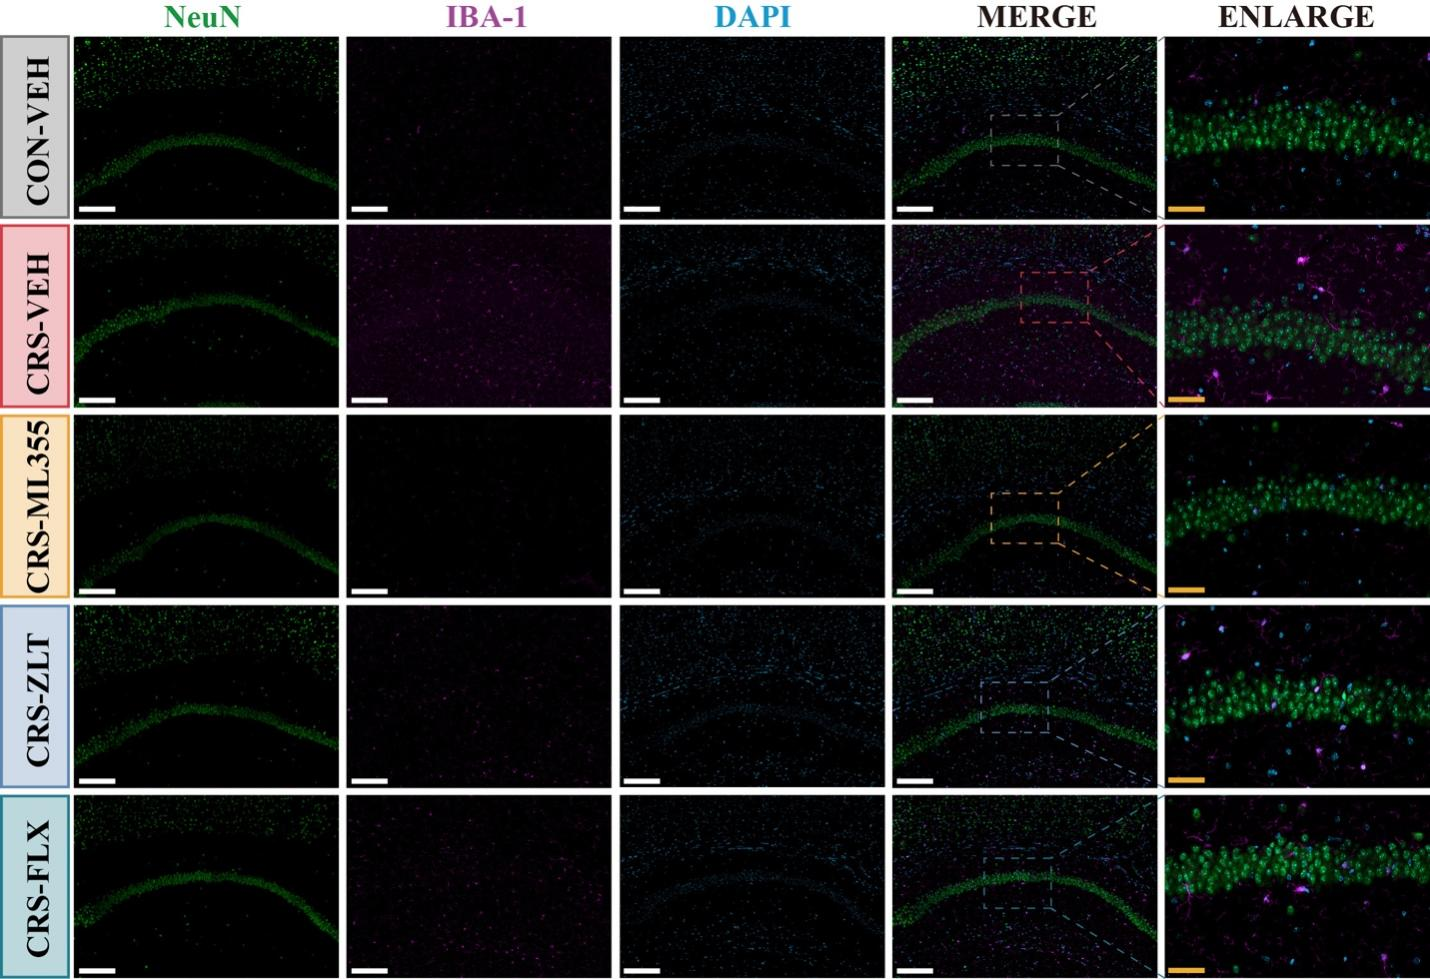 NeuN IBA-1 DAPI MERGE ENLARGE
CON-VEH
CRS-VEH
CRS-ML355
CRS-ZLT
CRS-FLX